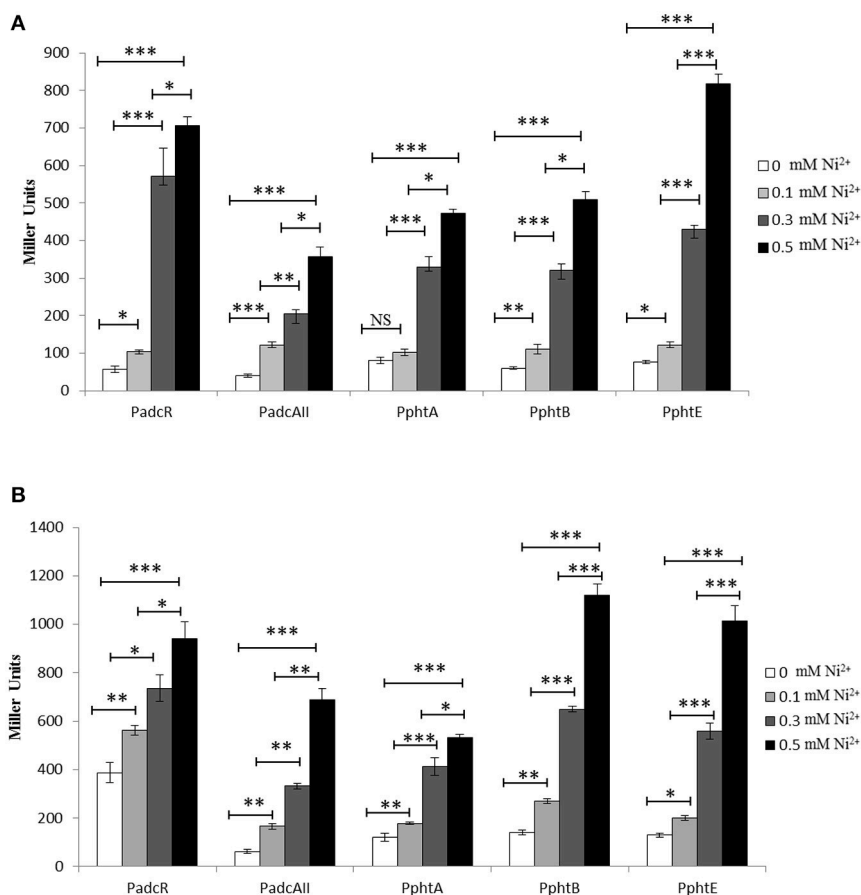 A
***
***
***
*
***
***
***
***
*
***
*
***
*
***
***
**
***
*
***
NS
**
*
900
800
700
600
500
400
300
200
100
0
Miller Units
PadcR
PadcAII
PphtA
PphtB
PphtE
0 mM Ni²⁺
0.1 mM Ni²⁺
0.3 mM Ni²⁺
0.5 mM Ni²⁺
B
***
***
***
***
***
*
***
**
***
*
***
***
*
**
***
**
**
**
**
*
1400
1200
1000
800
600
400
200
0
Miller Units
PadcR
PadcAII
PphtA
PphtB
PphtE
0 mM Ni²⁺
0.1 mM Ni²⁺
0.3 mM Ni²⁺
0.5 mM Ni²⁺